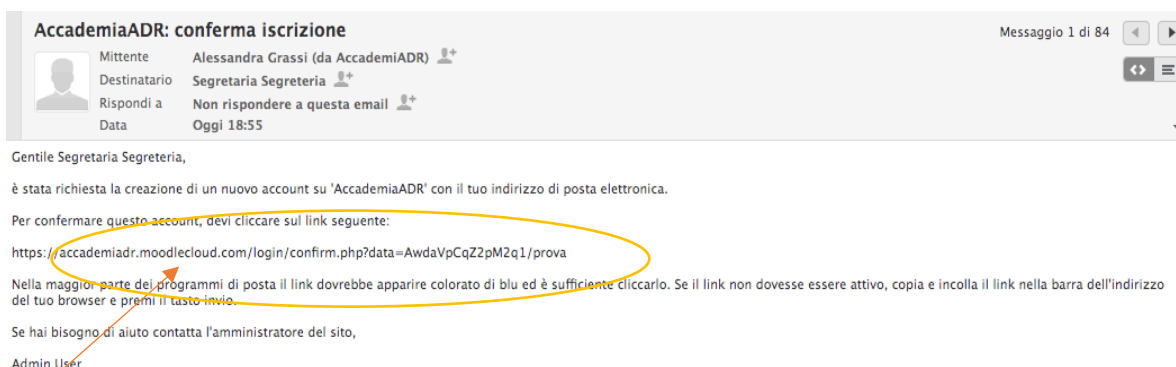 AccademiaADR: conferma iscrizione
Messaggio 1 di 84
Mittente Alessandra Grassi (da AccademiADR)
Destinatario Segretaria Segreteria
Rispondi a Non rispondere a questa email
Data Oggi 18:55
Gentile Segretaria Segreteria,
è stata richiesta la creazione di un nuovo account su 'AccademiaADR' con il tuo indirizzo di posta elettronica.
Per confermare questo account, devi cliccare sul link seguente:
https://accademiadr.moodlecloud.com/login/confirm.php?data=AwdaVpCqZ2pM2q1/prova
Nella maggior parte dei programmi di posta il link dovrebbe apparire colorato di blu ed è sufficiente cliccarlo. Se il link non dovesse essere attivo, copia e incolla il link nella barra dell'indirizzo
del tuo browser e premi il tasto invio.
Se hai bisogno di aiuto contatta l'amministratore del sito,
Admin User